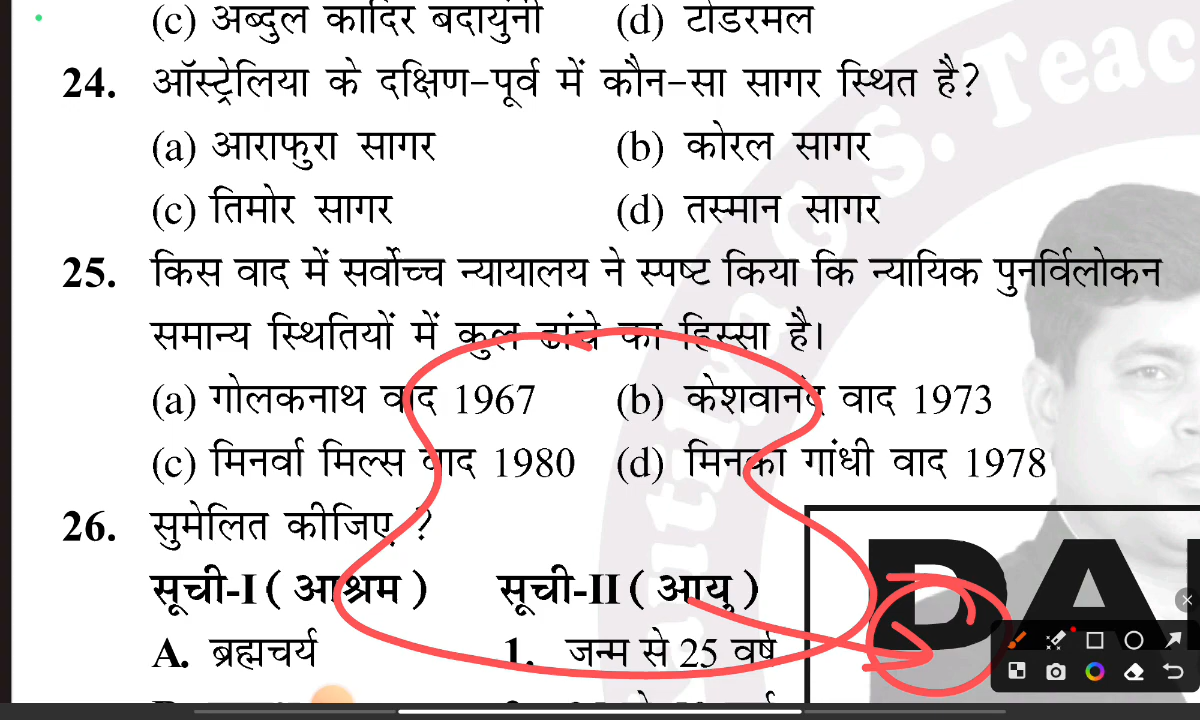 (c) अब्दुल कादिर बदायुंनी (d) टोडरमल
24. ऑस्ट्रेलिया के दक्षिण-पूर्व में कौन-सा सागर स्थित है?
(a) आराफुरा सागर (b) कोरल सागर
(c) तिमोर सागर (d) तस्मान सागर
25. किस वाद में सर्वोच्च न्यायालय ने स्पष्ट किया कि न्यायिक पुनर्विलोकन
समान्य स्थितियों में कुल ढांचे का हिस्सा है।
(a) गोलकनाथ वाद 1967 (b) केशवानंद वाद 1973
(c) मिनर्वा मिल्स वाद 1980 (d) मिनका गांधी वाद 1978
26. सुमेलित कीजिए ?
सूची-I ( आश्रम ) सूची-II ( आयु )
A. ब्रह्मचर्य 1. जन्म से 25 वर्ष
DA